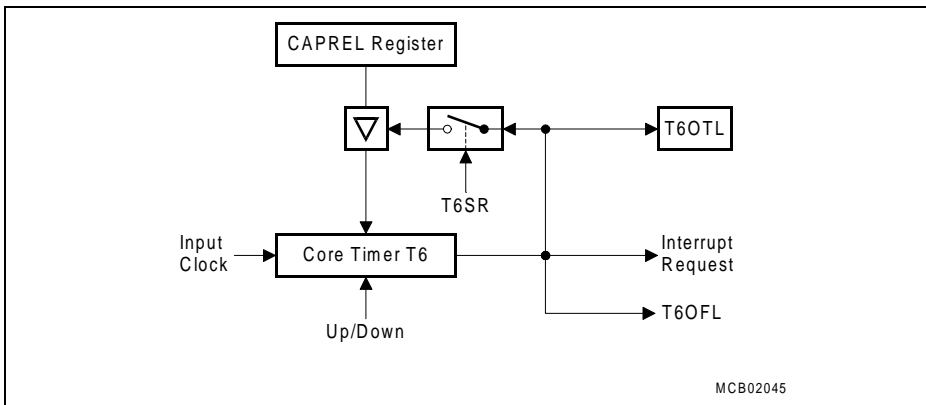 CAPREL Register
T6OTL
T6SR
Input
Clock
Core Timer T6
Interrupt
Request
Up/Down
T6OFL
MCB02045